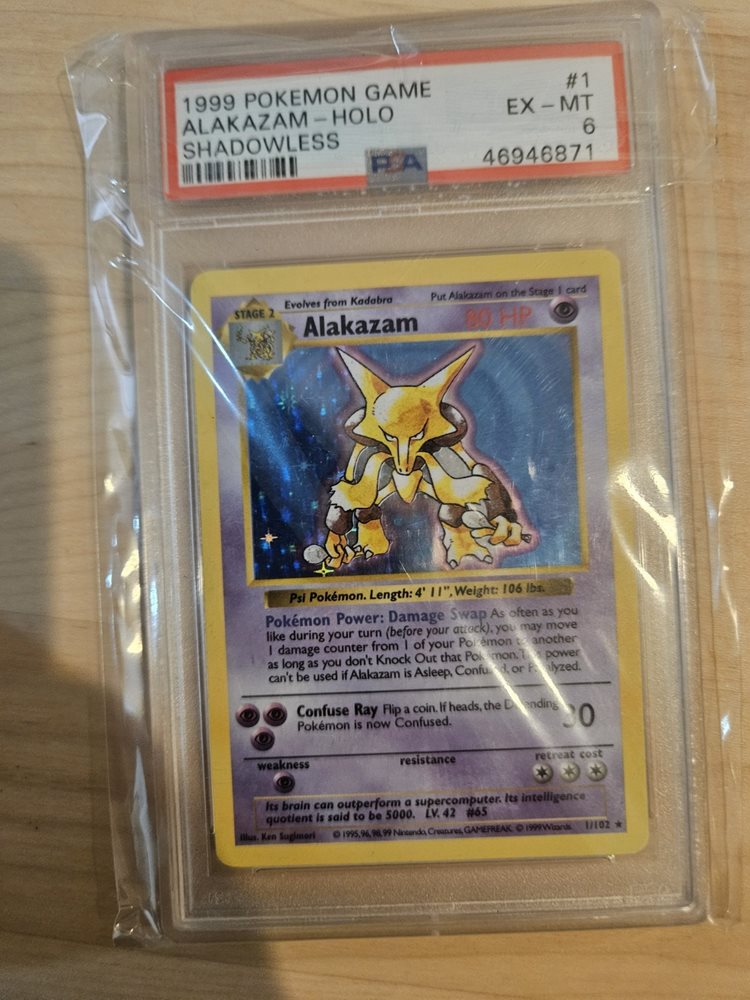 1999 POKEMON GAME #1
ALAKAZAM - HOLO EX - MT
SHADOWLESS 6
PSA 46946871
Evolves from Kadabra Put Alakazam on the Stage 1 card
STAGE 2 Alakazam 80 HP
Psi Pokémon. Length: 4' 11", Weight: 106 lbs.
Pokémon Power: Damage Swap As often as you
like during your turn (before your attack), you may move
1 damage counter from 1 of your Pokémon to another
as long as you don't Knock Out that Pokémon. This power
can't be used if Alakazam is Asleep, Confused, or Paralyzed.
Confuse Ray Flip a coin. If heads, the Defending 30
Pokémon is now Confused.
weakness resistance retreat cost
Its brain can outperform a supercomputer. Its intelligence
quotient is said to be 5000. LV. 42 #65
Illus. Ken Sugimori © 1995, 96, 98, 99 Nintendo, Creatures, GAMEFREAK. © 1999 Wizards. 1/102 ★